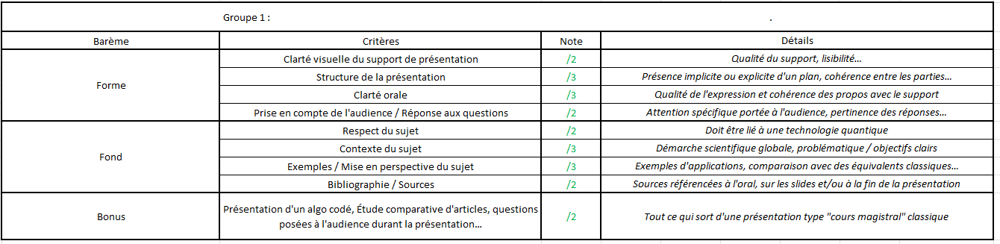 Groupe 1 : .
Barème Critères Note Détails
Forme
Clarté visuelle du support de présentation /2 Qualité du support, lisibilité...
Structure de la présentation /3 Présence implicite ou explicite d'un plan, cohérence entre les parties...
Clarté orale /3 Qualité de l'expression et cohérence des propos avec le support
Prise en compte de l'audience / Réponse aux questions /2 Attention spécifique portée à l'audience, pertinence des réponses...
Fond
Respect du sujet /2 Doit être lié à une technologie quantique
Contexte du sujet /3 Démarche scientifique globale, problématique / objectifs clairs
Exemples / Mise en perspective du sujet /3 Exemples d'applications, comparaison avec des équivalents classiques...
Bibliographie / Sources /2 Sources référencées à l'oral, sur les slides et/ou à la fin de la présentation
Bonus
Présentation d'un algo codé, Étude comparative d'articles, questions
posées à l'audience durant la présentation...
/2 Tout ce qui sort d'une présentation type "cours magistral" classique